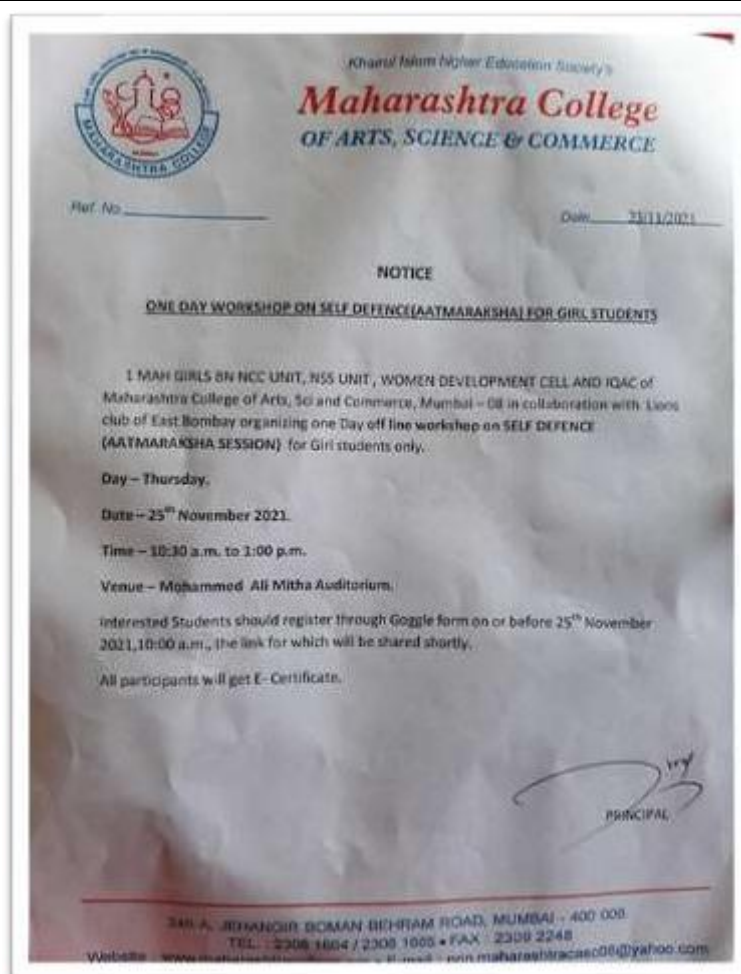 Khairul Islam Higher Education Society's
Maharashtra College
OF ARTS, SCIENCE & COMMERCE
MAHARASHTRA COLLEGE
Ref. No.
Date 23/11/2021
NOTICE
ONE DAY WORKSHOP ON SELF DEFENCE(AATMARAKSHA) FOR GIRL STUDENTS
1 MAH GIRLS BN NCC UNIT, NSS UNIT , WOMEN DEVELOPMENT CELL AND IQAC of
Maharashtra College of Arts, Sci and Commerce, Mumbai – 08 in collaboration with Lions
club of East Bombay organizing one Day off line workshop on SELF DEFENCE
(AATMARAKSHA SESSION) for Girl students only.
Day – Thursday.
Date – 25th November 2021.
Time – 10:30 a.m. to 1:00 p.m.
Venue – Mohammed Ali Mitha Auditorium.
Interested Students should register through Goggle form on or before 25th November
2021,10:00 a.m., the link for which will be shared shortly.
All participants will get E- Certificate.
PRINCIPAL
246-A, JEHANGIR BOMAN BEHRAM ROAD, MUMBAI - 400 008.
TEL. : 2308 1664 / 2308 1665 • FAX : 2309 2248
Website :